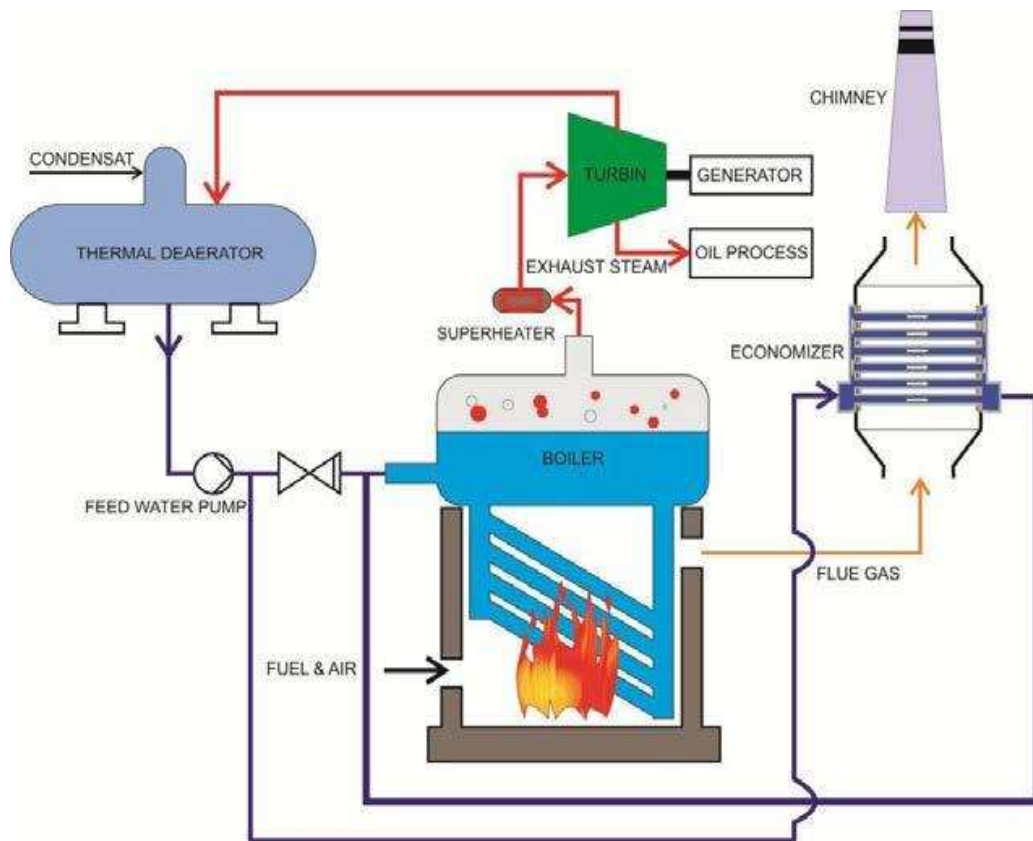 CHIMNEY
CONDENSAT
TURBIN
GENERATOR
THERMAL DEAERATOR
OIL PROCESS
EXHAUST STEAM
SUPERHEATER
ECONOMIZER
BOILER
FEED WATER PUMP
FLUE GAS
FUEL & AIR